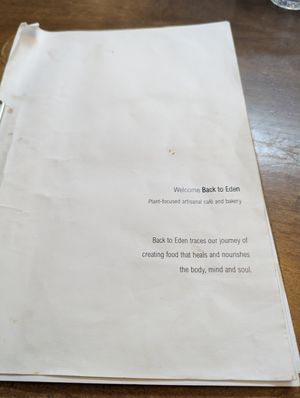 Welcome Back to Eden
Plant-focused artisanal café and bakery
Back to Eden traces our journey of
creating food that heals and nourishes
the body, mind and soul.